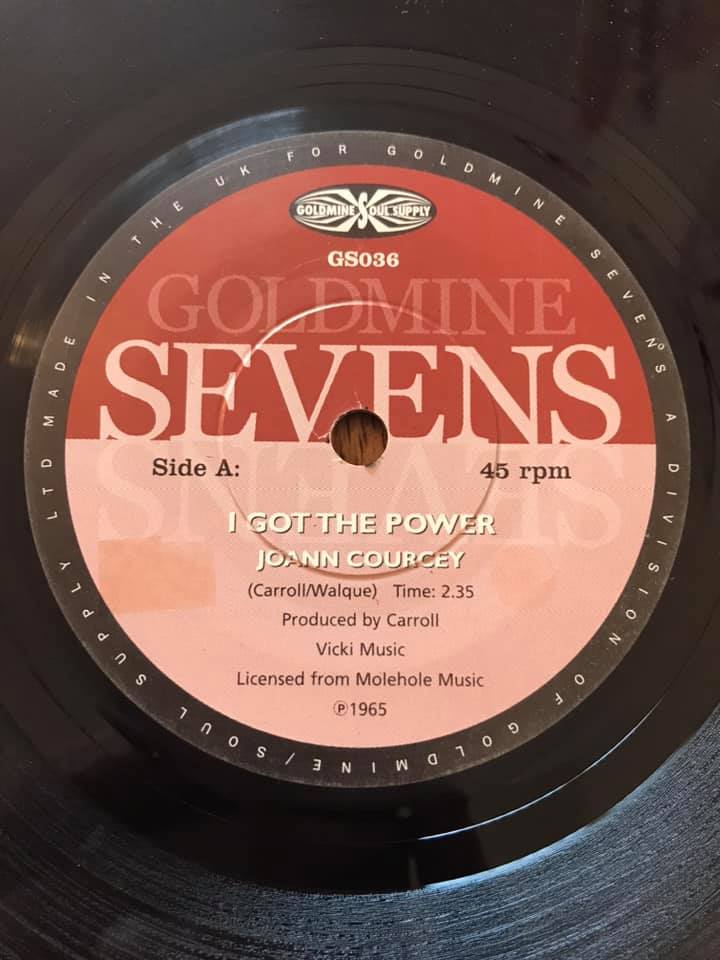 MADE IN THE UK FOR GOLDMINE SEVENS A DIVISION OF GOLDMINE/SOUL SUPPLY LTD
GOLDMINE SOUL SUPPLY
GS036
GOLDMINE
SEVENS
SEVENS
Side A: 45 rpm
I GOT THE POWER
JOANN COURCEY
(Carroll/Walque) Time: 2.35
Produced by Carroll
Vicki Music
Licensed from Molehole Music
℗1965